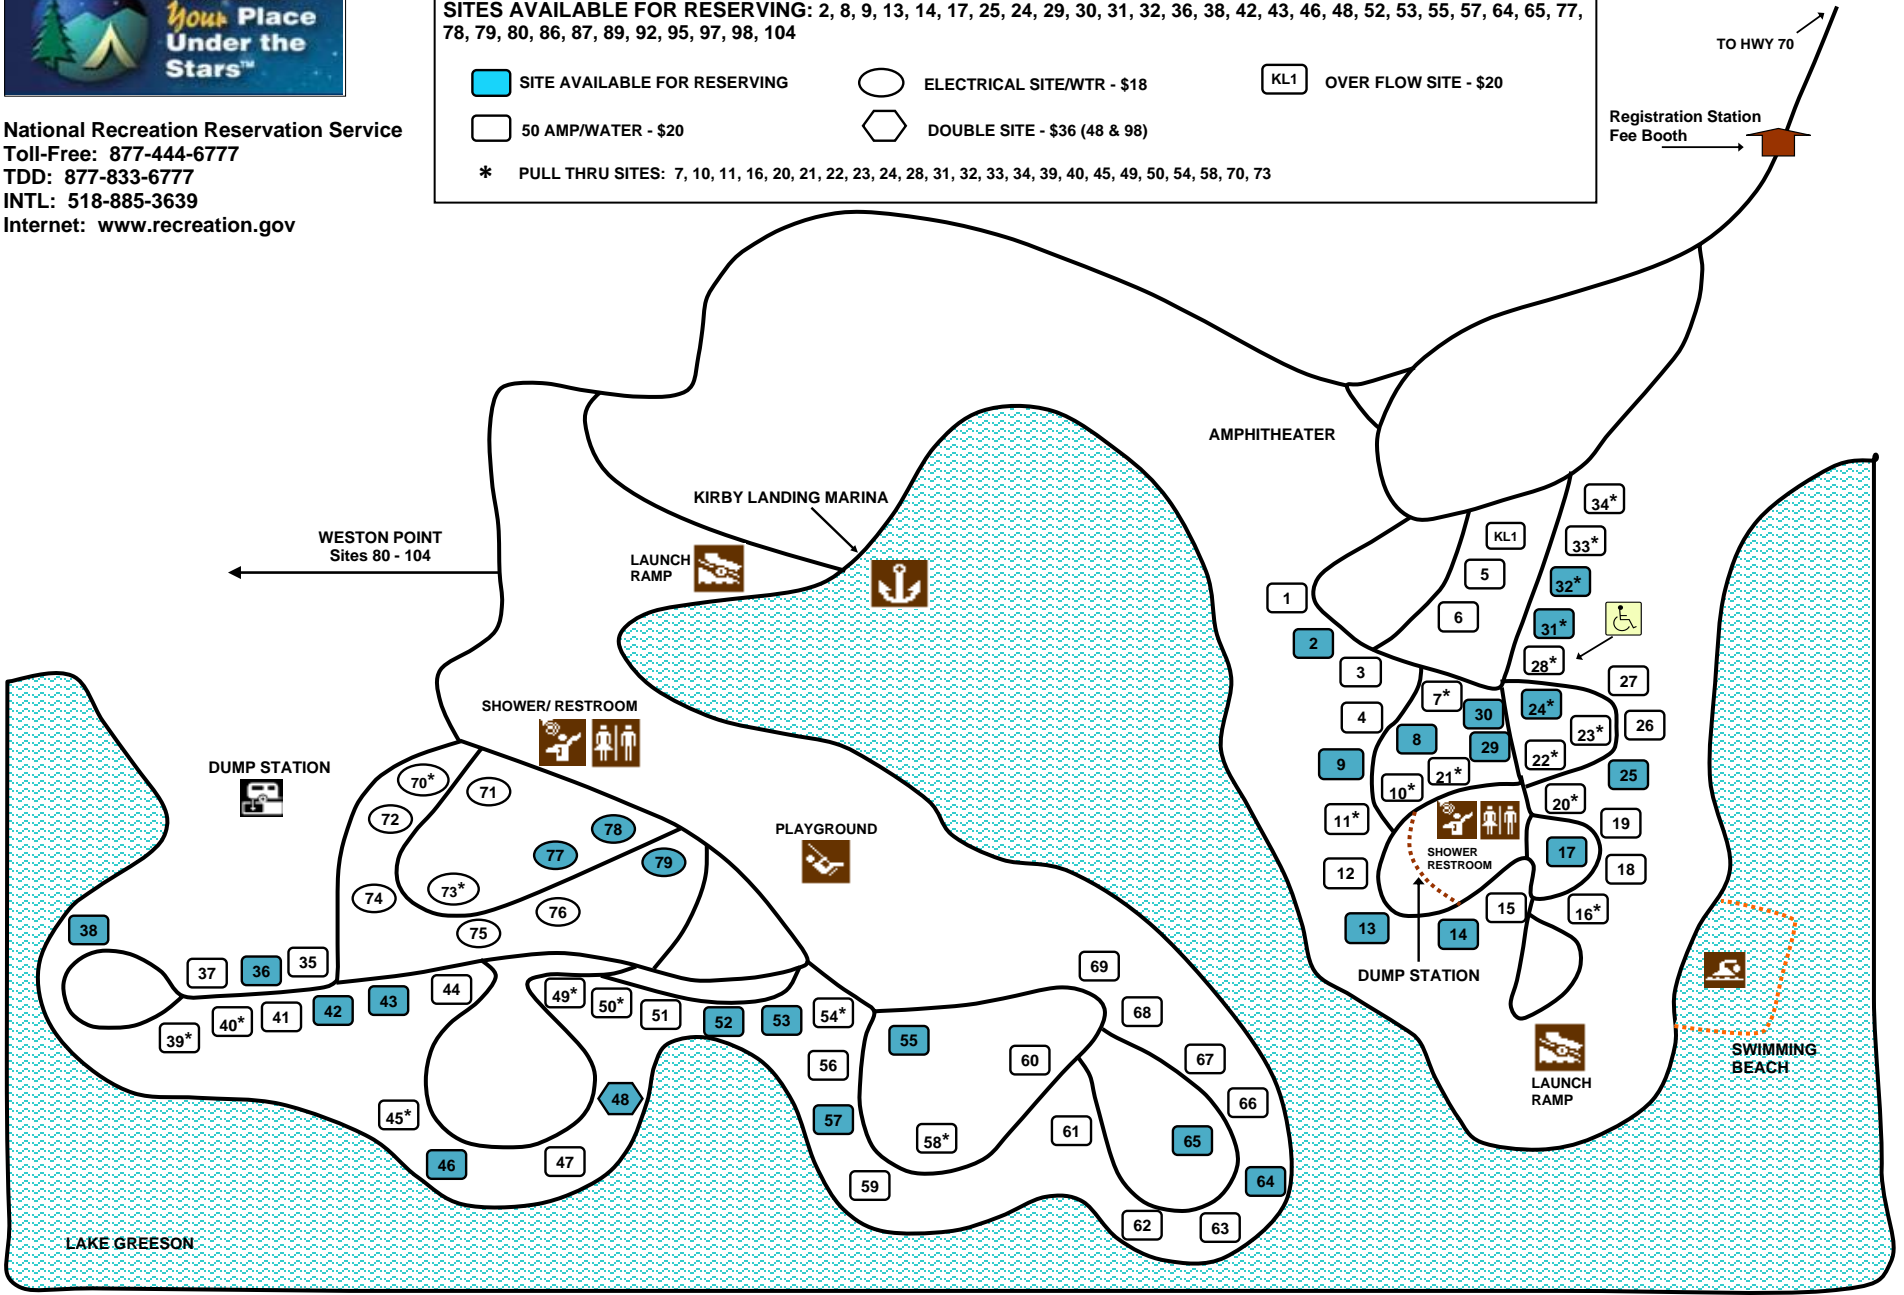 Your Place
Under the
Stars™
National Recreation Reservation Service
Toll-Free: 877-444-6777
TDD: 877-833-6777
INTL: 518-885-3639
Internet: www.recreation.gov
SITES AVAILABLE FOR RESERVING: 2, 8, 9, 13, 14, 17, 25, 24, 29, 30, 31, 32, 36, 38, 42, 43, 46, 48, 52, 53, 55, 57, 64, 65, 77,
78, 79, 80, 86, 87, 89, 92, 95, 97, 98, 104
SITE AVAILABLE FOR RESERVING
ELECTRICAL SITE/WTR - $18
KL1
OVER FLOW SITE - $20
50 AMP/WATER - $20
DOUBLE SITE - $36 (48 & 98)
* PULL THRU SITES: 7, 10, 11, 16, 20, 21, 22, 23, 24, 28, 31, 32, 33, 34, 39, 40, 45, 49, 50, 54, 58, 70, 73
TO HWY 70
Registration Station
Fee Booth
AMPHITHEATER
KIRBY LANDING MARINA
LAUNCH
RAMP
WESTON POINT
Sites 80 - 104
34*
KL1
33*
5
32*
1
6
31*
2
28*
3
27
7*
30
24*
4
26
23*
8
29
22*
9
21*
25
10*
20*
11*
19
SHOWER
RESTROOM
17
12
18
15
16*
13
14
DUMP STATION
LAUNCH
RAMP
SWIMMING
BEACH
SHOWER/ RESTROOM
DUMP STATION
70*
71
72
78
77
79
PLAYGROUND
73*
74
76
75
38
37
36
35
44
43
42
41
40*
39*
49*
50*
51
52
53
54*
55
56
57
58*
59
60
61
62
63
64
65
66
67
68
69
45*
46
47
48
LAKE GREESON